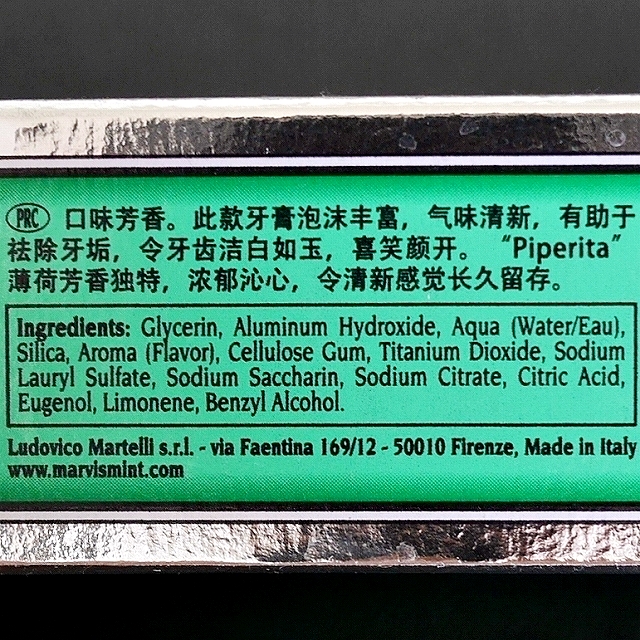 PRC 口味芳香。此款牙膏泡沫丰富，气味清新，有助于
祛除牙垢，令牙齿洁白如玉，喜笑颜开。“Piperita”
薄荷芳香独特，浓郁沁心，令清新感觉长久留存。
Ingredients: Glycerin, Aluminum Hydroxide, Aqua (Water/Eau),
Silica, Aroma (Flavor), Cellulose Gum, Titanium Dioxide, Sodium
Lauryl Sulfate, Sodium Saccharin, Sodium Citrate, Citric Acid,
Eugenol, Limonene, Benzyl Alcohol.
Ludovico Martelli s.r.l. - via Faentina 169/12 - 50010 Firenze, Made in Italy
www.marvismint.com